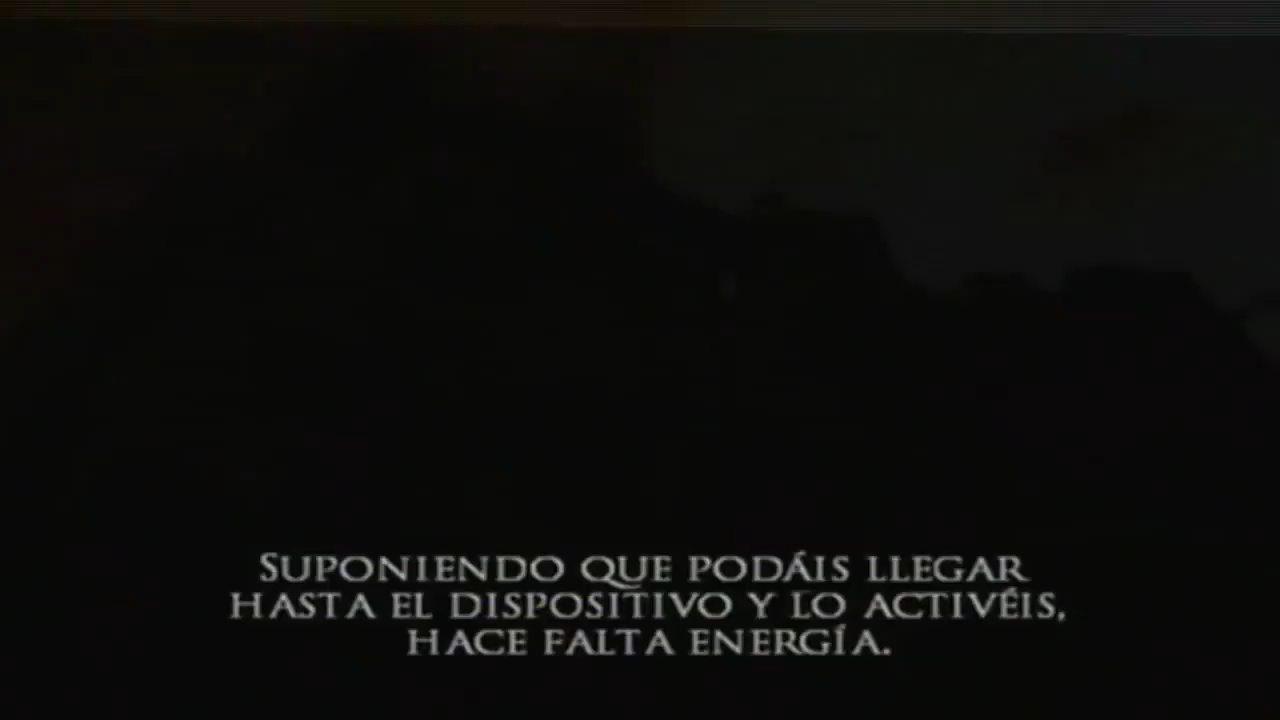 Suponiendo que podáis llegar
hasta el dispositivo y lo activéis,
hace falta energía.